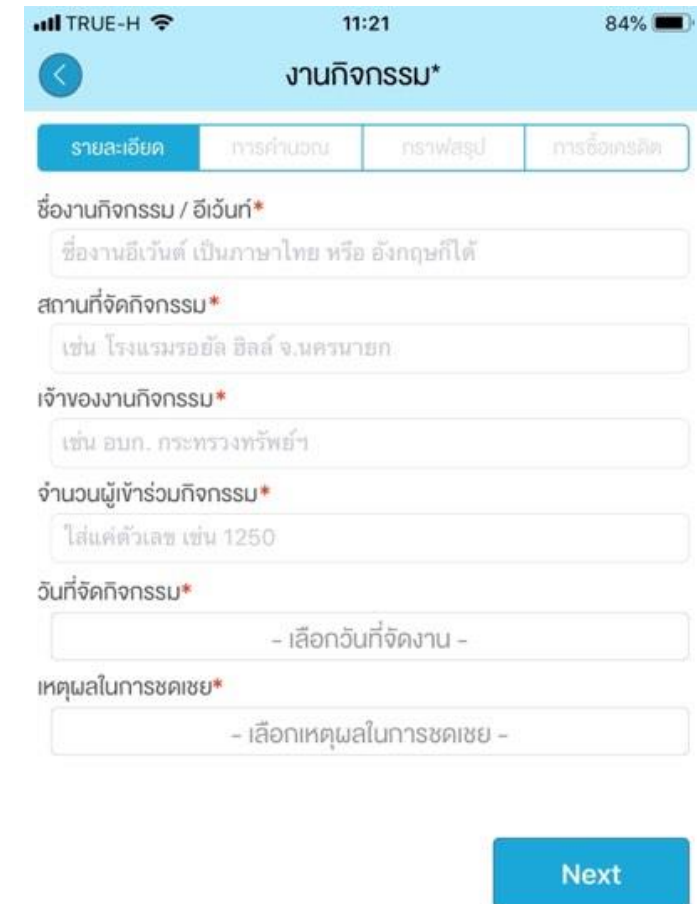 TRUE-H 11:21 84%
งานกิจกรรม*
รายละเอียด การคำนวณ กราฟสรุป การซื้อเครดิต
ชื่องานกิจกรรม / อีเว้นท์*
ชื่องานอีเว้นต์ เป็นภาษาไทย หรือ อังกฤษก็ได้
สถานที่จัดกิจกรรม*
เช่น โรงแรมรอยัล ฮิลล์ จ.นครนายก
เจ้าของงานกิจกรรม*
เช่น อบก. กระทรวงทรัพย์ฯ
จำนวนผู้เข้าร่วมกิจกรรม*
ใส่แค่ตัวเลข เช่น 1250
วันที่จัดกิจกรรม*
- เลือกวันที่จัดงาน -
เหตุผลในการชดเชย*
- เลือกเหตุผลในการชดเชย -
Next